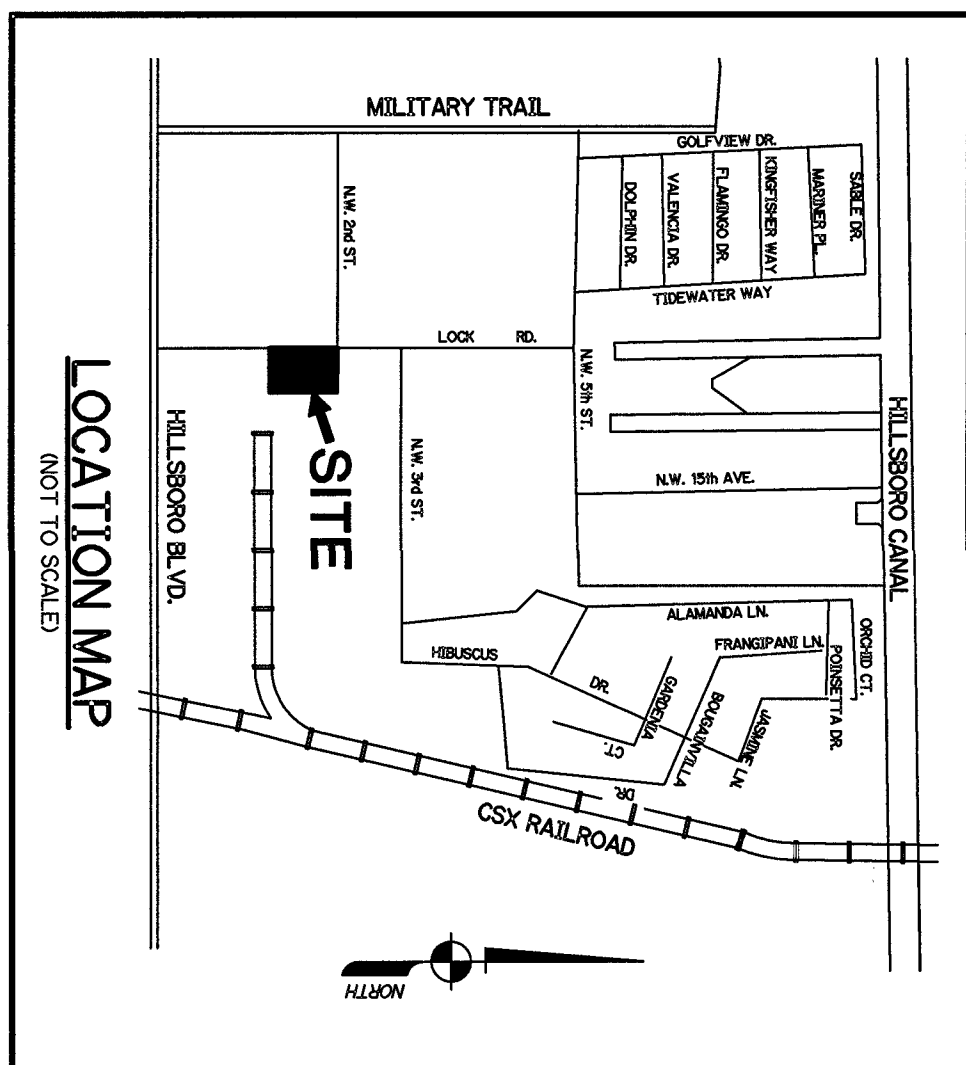 MILITARY TRAIL
GOLFVIEW DR.
SABLE DR.
MARINER PL.
KINGFISHER WAY
FLAMINGO DR.
VALENCIA DR.
DOLPHIN DR.
TIDEWATER WAY
N.W. 2nd ST.
LOCK RD.
N.W. 5th ST.
N.W. 3rd ST.
N.W. 15th AVE.
HILLSBORO CANAL
SITE
HILLSBORO BLVD.
LOCATION MAP
(NOT TO SCALE)
ALAMANDA LN.
ORCHID CT.
FRANGIPANI LN.
POINSETTA DR.
HIBUSCUS DR.
GARDENIA CT.
BOUGAINVILLA DR.
JASMINE LN.
CSX RAILROAD
NORTH